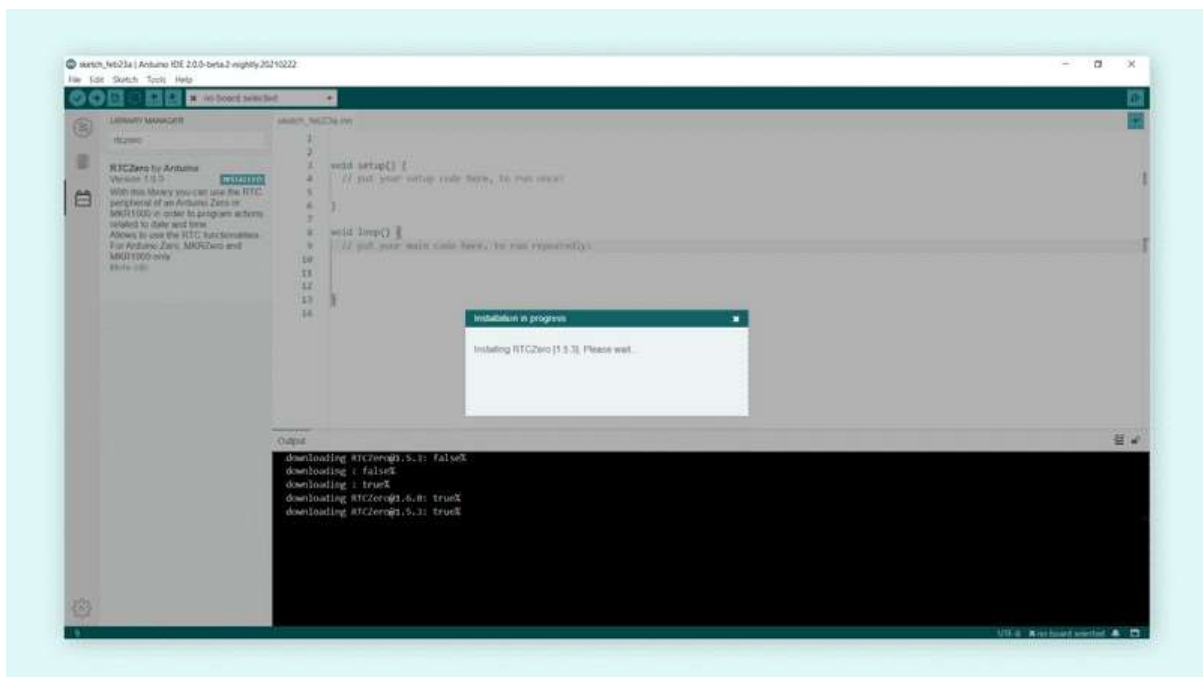 sketch_feb23a | Arduino IDE 2.0.0-beta.2-nightly.20210222
File Edit Sketch Tools Help
no board selected
LIBRARY MANAGER
rtczero
RTCZero by Arduino
INSTALLED
With this library you can use the RTC
peripheral of an Arduino Zero or
MKR1000 in order to program actions
related to date and time
Allows to use the RTC functionalities.
For Arduino Zero, MKRZero and
MKR1000 only
More info
sketch_feb23a.ino
1
2
3 void setup() {
4 // put your setup code here, to run once:
5
6 }
7
8 void loop() {
9 // put your main code here, to run repeatedly:
10
11
12
13 }
14
Installation in progress
Installing RTCZero [1.5.3]. Please wait.
Output
downloading RTCZero@1.5.3: false%
downloading : false%
downloading : true%
downloading RTCZero@1.6.0: true%
downloading RTCZero@1.5.3: true%
UTF-8 no board selected